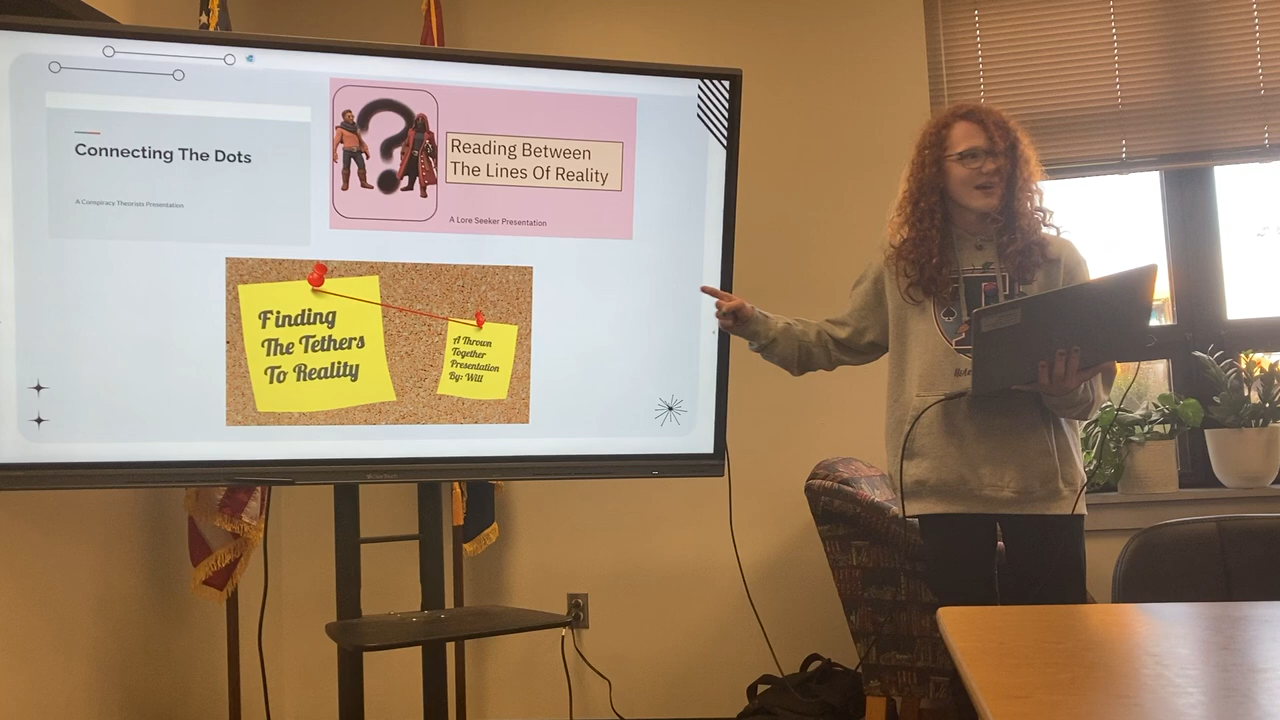 Connecting The Dots
A Conspiracy Theorists Presentation
Reading Between
The Lines Of Reality
A Lore Seeker Presentation
Finding
The Tethers
To Reality
A Thrown
Together
Presentation
By: Will